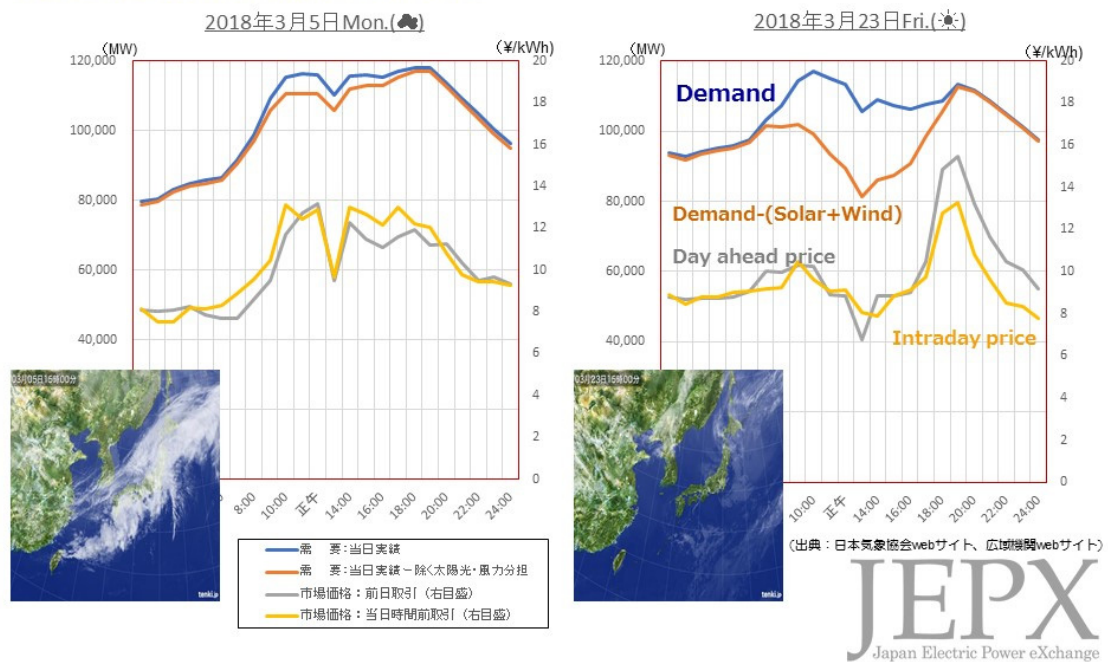 2018年3月5日Mon.(☁)
2018年3月23日Fri.(☀)
(MW)
(¥/kWh)
(MW)
(¥/kWh)
120,000
100,000
80,000
60,000
40,000
20
18
16
14
12
10
8
6
4
2
0
8:00
10:00
正午
14:00
16:00
18:00
20:00
22:00
24:00
03月05日15時00分
tenki.jp
需　要：当日実績
需　要：当日実績－除く太陽光・風力分担
市場価格：前日取引（右目盛）
市場価格：当日時間前取引（右目盛）
120,000
100,000
80,000
60,000
40,000
20
18
16
14
12
10
8
6
4
2
0
Demand
Demand-(Solar+Wind)
Day ahead price
Intraday price
10:00
正午
14:00
16:00
18:00
20:00
22:00
24:00
03月23日15時00分
tenki.jp
（出典：日本気象協会webサイト、広域機関webサイト）
JEPX
Japan Electric Power eXchange